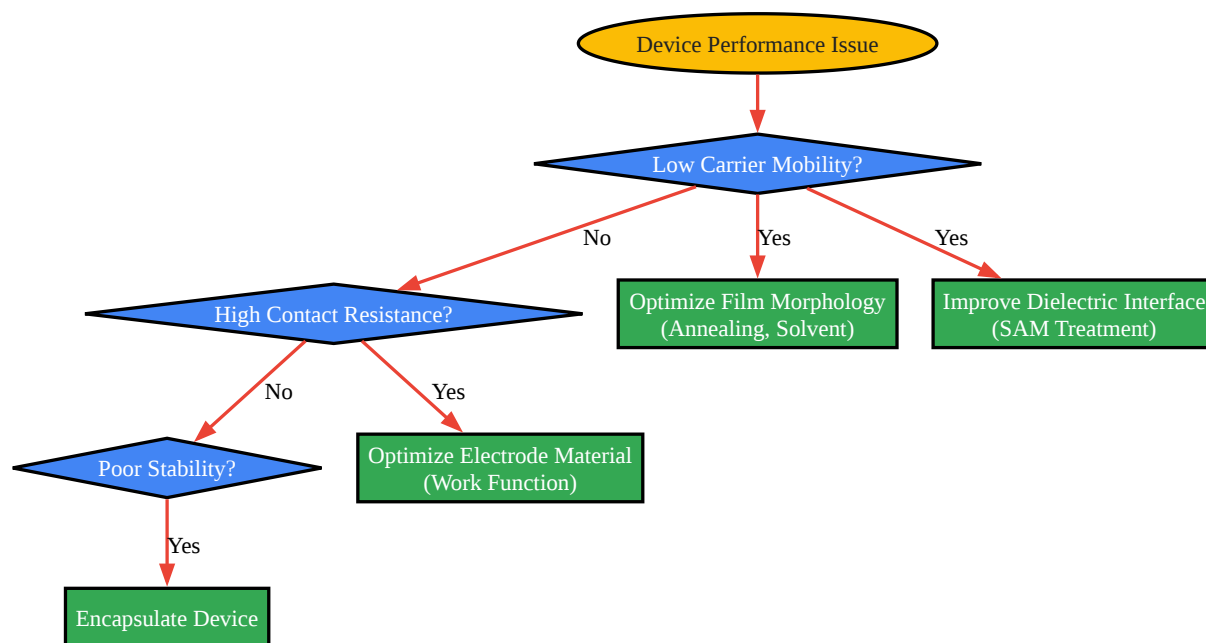 Device Performance Issue
Low Carrier Mobility?
No
Yes
Yes
High Contact Resistance?
Optimize Film Morphology
(Annealing, Solvent)
Improve Dielectric Interface
(SAM Treatment)
No
Yes
Poor Stability?
Optimize Electrode Material
(Work Function)
Yes
Encapsulate Device